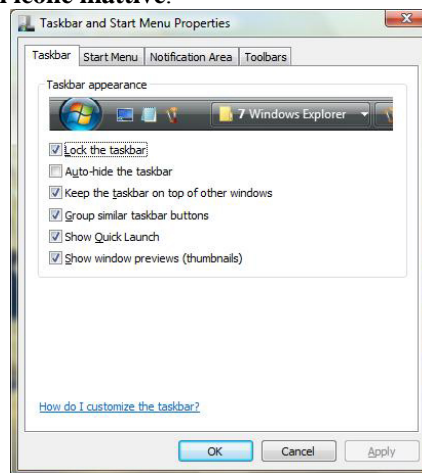 icone inattive.
Taskbar and Start Menu Properties
Taskbar Start Menu Notification Area Toolbars
Taskbar appearance
7 Windows Explorer
Lock the taskbar
Auto-hide the taskbar
Keep the taskbar on top of other windows
Group similar taskbar buttons
Show Quick Launch
Show window previews (thumbnails)
How do I customize the taskbar?
OK Cancel Apply